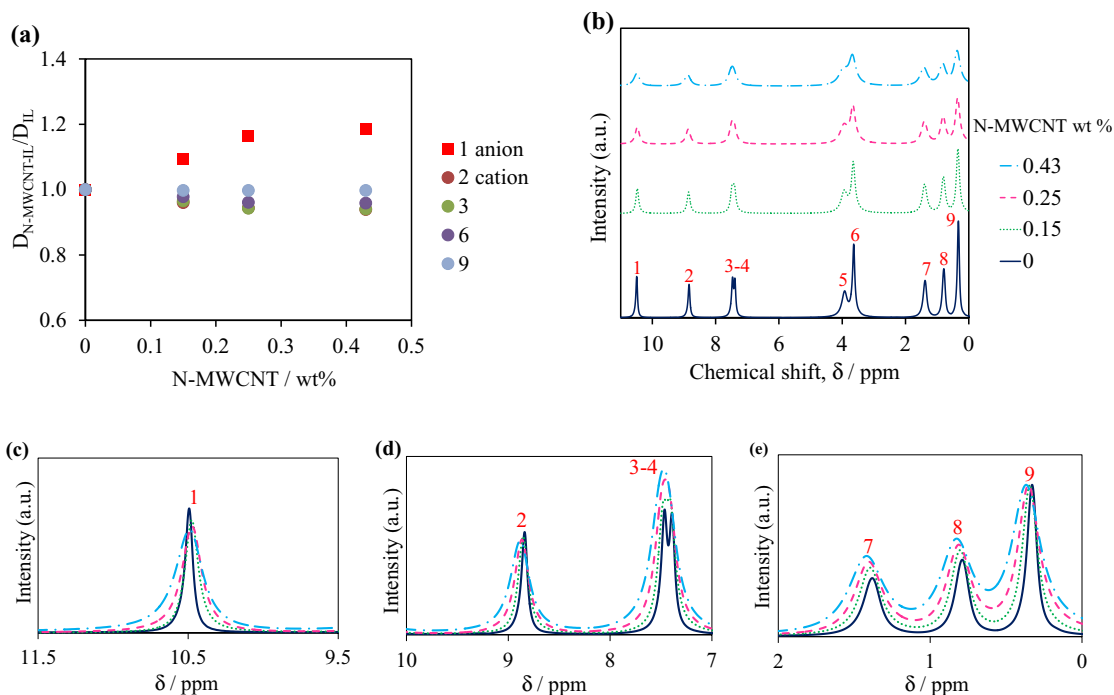 (a)
D_N-MWCNT-IL/D_IL
1.4
1.2
1.0
0.8
0.6
0 0.1 0.2 0.3 0.4 0.5
N-MWCNT / wt%
1 anion
2 cation
3
6
9
(b)
Intensity (a.u.)
1 2 3-4 5 6 7 8 9
10 8 6 4 2 0
Chemical shift, δ / ppm
N-MWCNT wt %
0.43
0.25
0.15
0
(c)
Intensity (a.u.)
1
11.5 10.5 9.5
δ / ppm
(d)
Intensity (a.u.)
2 3-4
10 9 8 7
δ / ppm
(e)
Intensity (a.u.)
7 8 9
2 1 0
δ / ppm